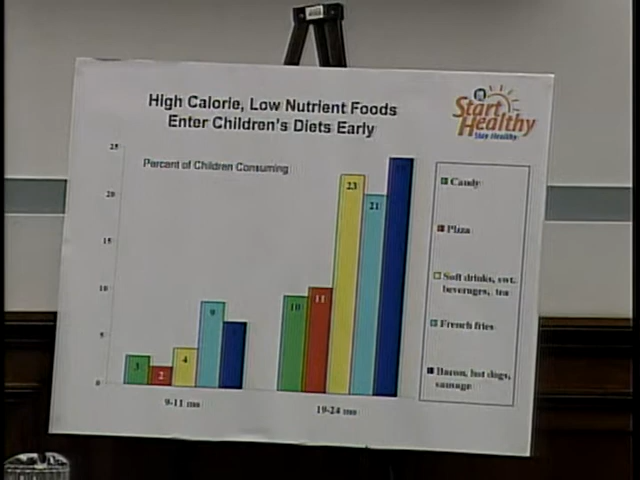 High Calorie, Low Nutrient Foods
Enter Children's Diets Early
Start
Healthy
Stay Healthy
Percent of Children Consuming
25
20
15
10
5
0
3
2
4
9
10
11
23
21
9-11 mo
19-24 mo
Candy
Pizza
Soft drinks, swt.
beverages, tea
French fries
Bacon, hot dogs,
sausage